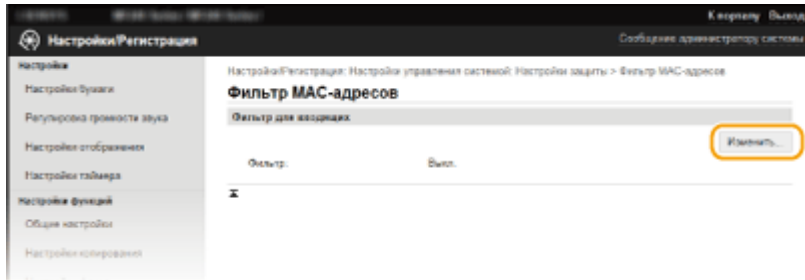 К порталу Выход
Настройки/Регистрация
Сообщение администратору системы
Настройки
Настройки бумаги
Регулировка громкости звука
Настройки отображения
Настройки таймера
Настройки функций
Общие настройки
Настройки копирования
Настройки/Регистрация: Настройки управления системой: Настройки защиты > Фильтр MAC-адресов
Фильтр MAC-адресов
Фильтр для входящих
Изменить...
Фильтр: Выкл.